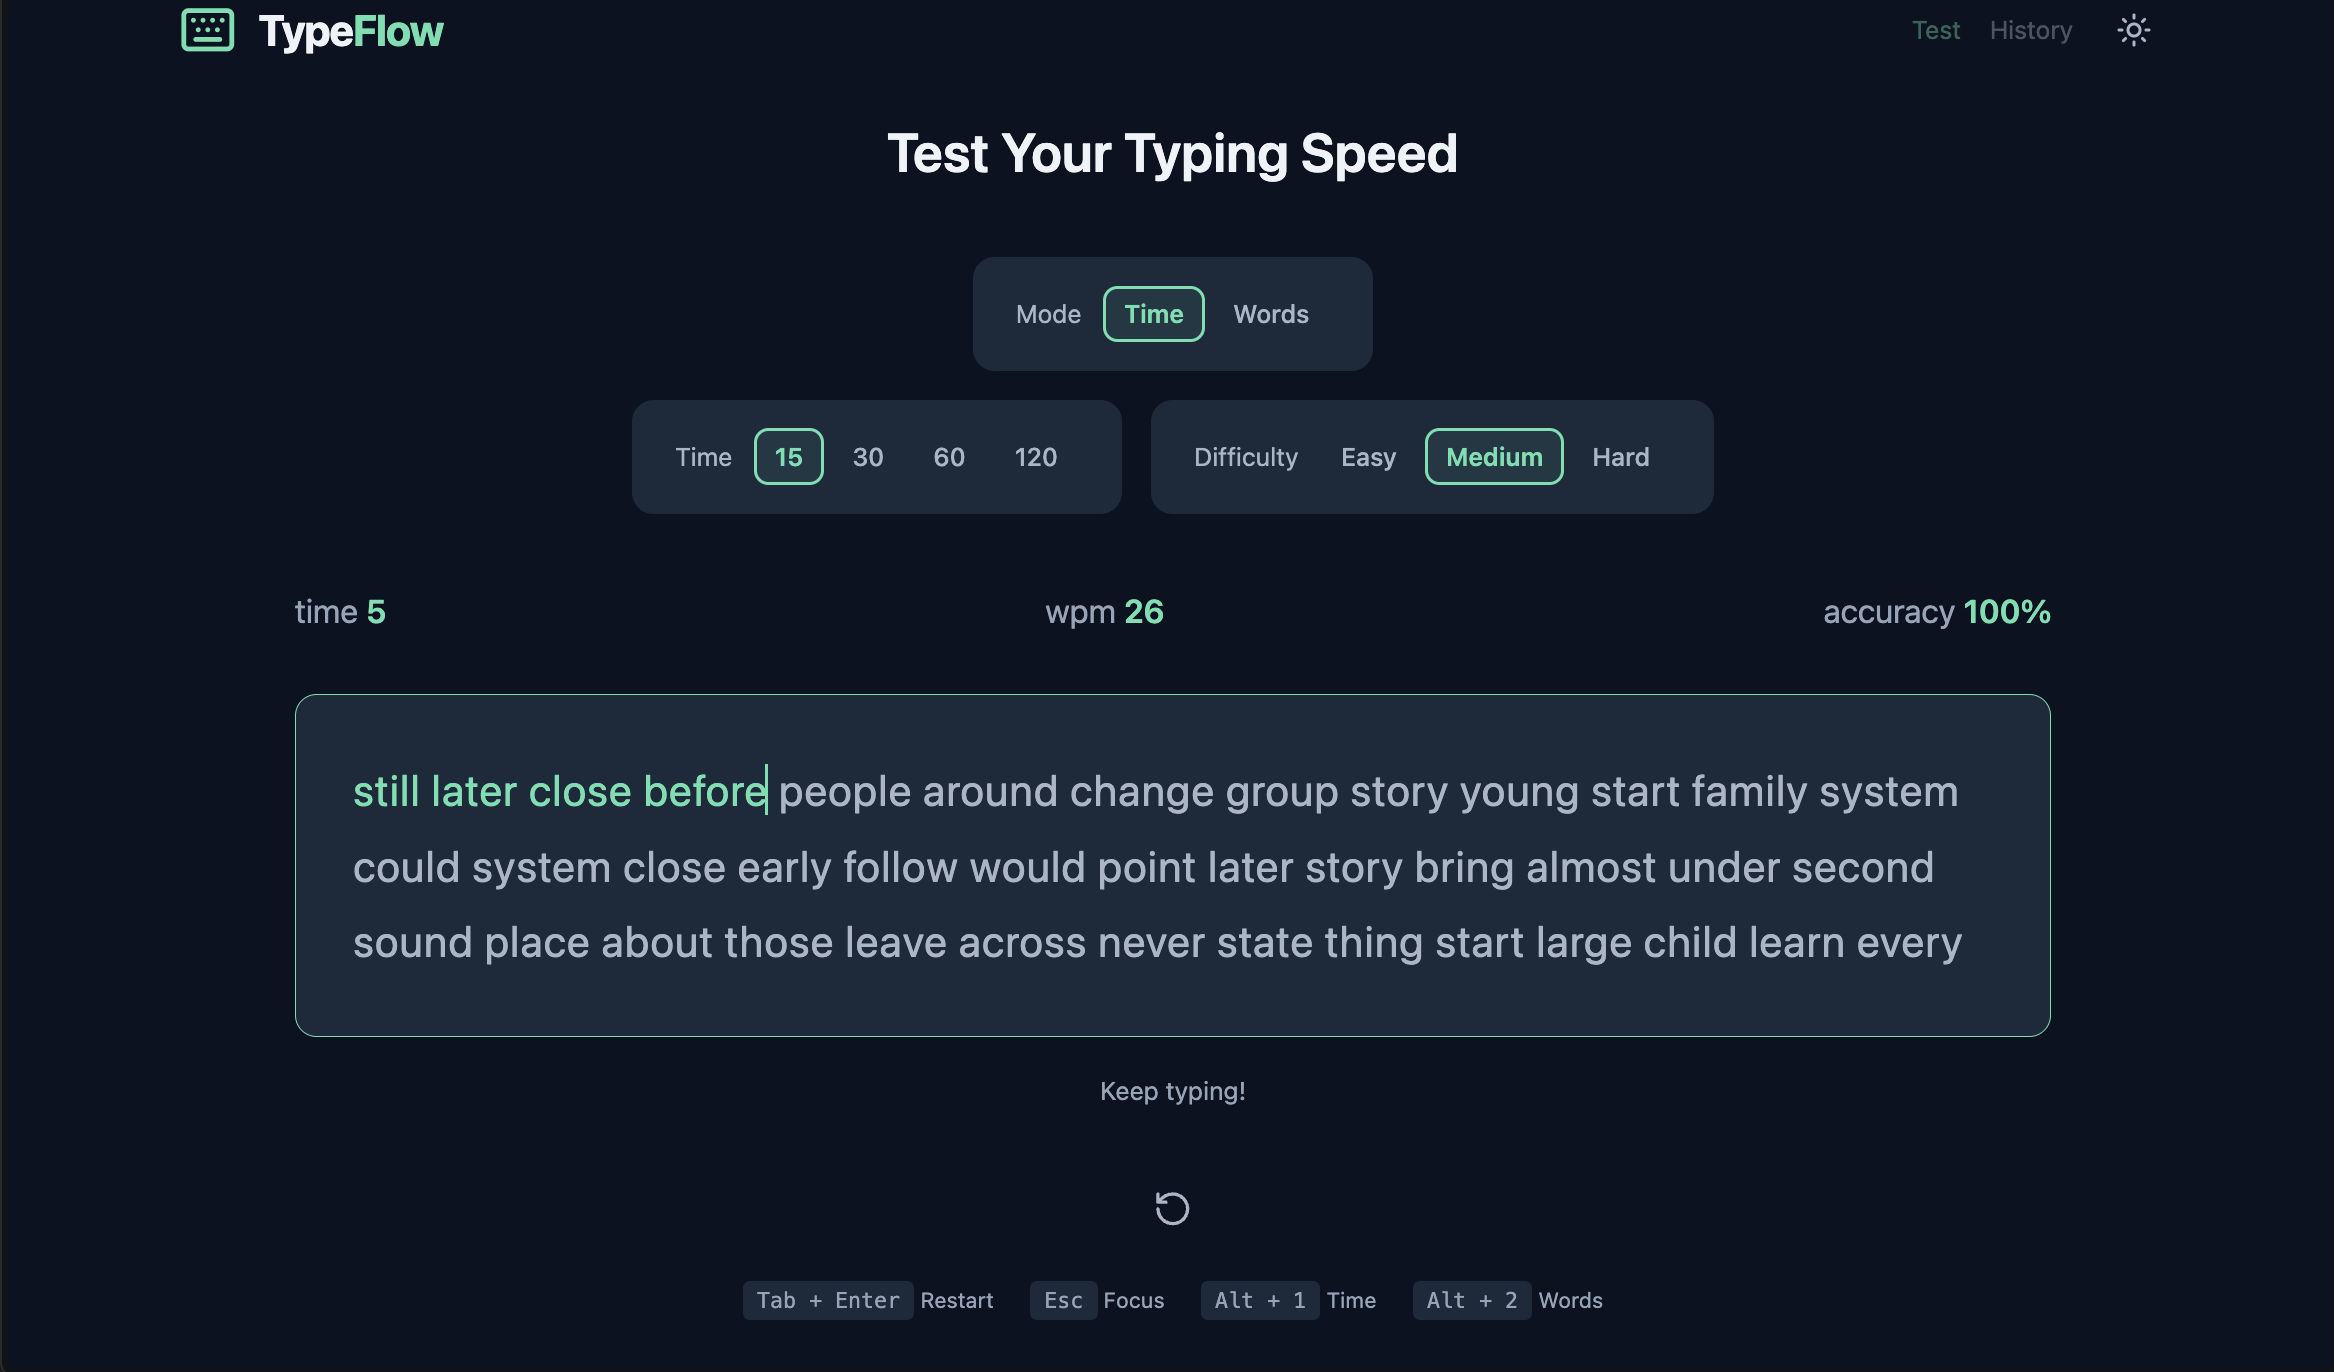 TypeFlow
Test History
Test Your Typing Speed
Mode Time Words
Time 15 30 60 120
Difficulty Easy Medium Hard
time 5
wpm 26
accuracy 100%
still later close before people around change group story young start family system
could system close early follow would point later story bring almost under second
sound place about those leave across never state thing start large child learn every
Keep typing!
Tab + Enter Restart Esc Focus Alt + 1 Time Alt + 2 Words